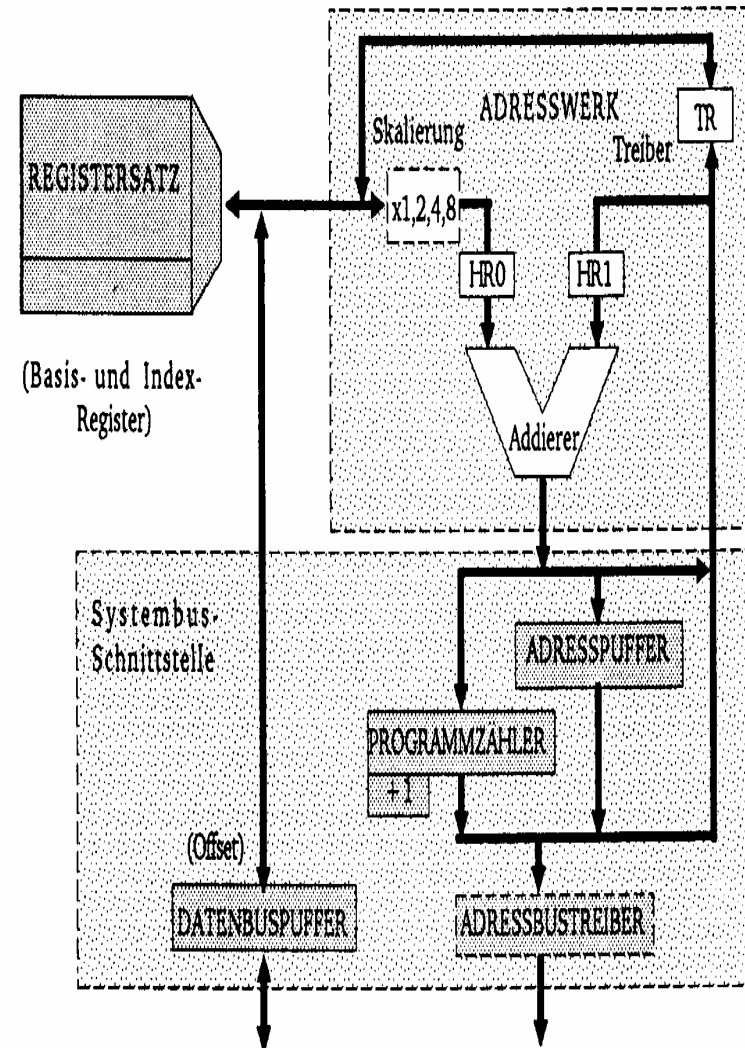 ADRESSWERK
Skalierung
TR
Treiber
REGISTERSATZ
x1,2,4,8
HR0
HR1
(Basis- und Index-
Register)
Addierer
Systembus-
Schnittstelle
ADRESSPUFFER
PROGRAMMZÄHLER
+1
(Offset)
DATENBUSPUFFER
ADRESSBUSTREIBER